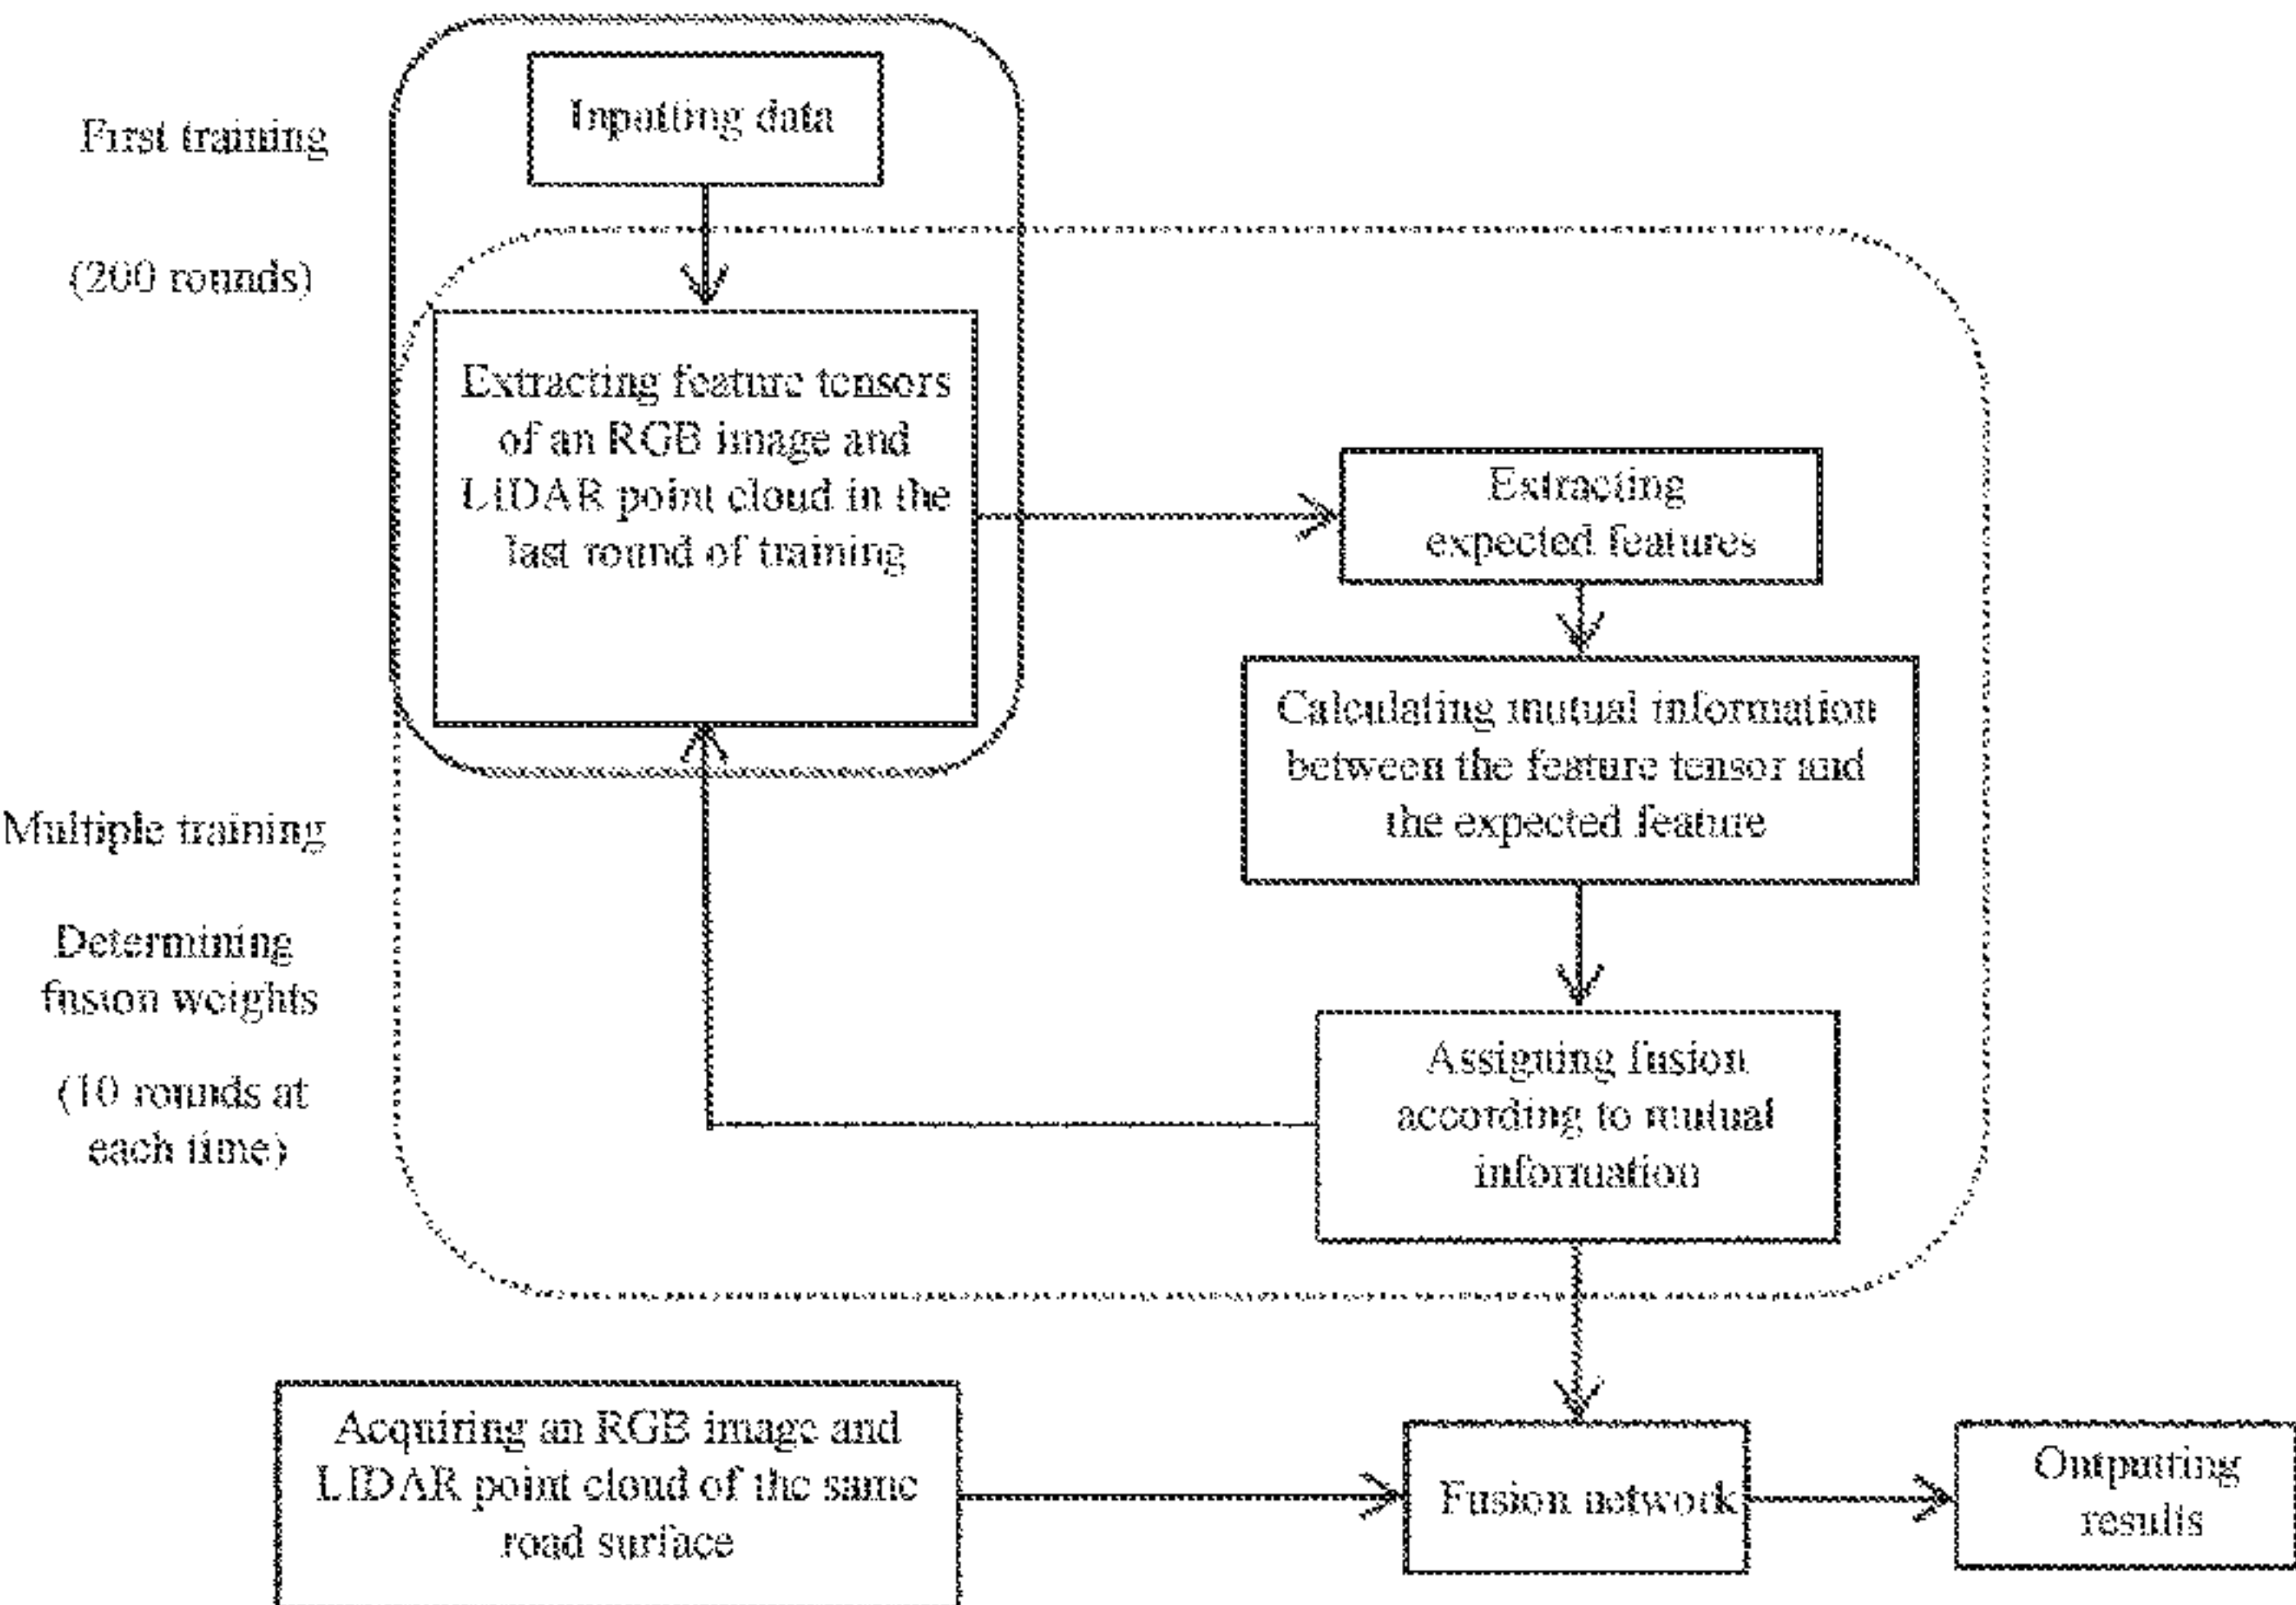 First training
(200 rounds)
Inputting data
Extracting feature tensors
of an RGB image and
LIDAR point cloud in the
last round of training
Extracting
expected features
Calculating mutual information
between the feature tensor and
the expected feature
Multiple training
Determining
fusion weights
(10 rounds at
each time)
Assigning fusion
according to mutual
information
Acquiring an RGB image and
LIDAR point cloud of the same
road surface
Fusion network
Outputting
results